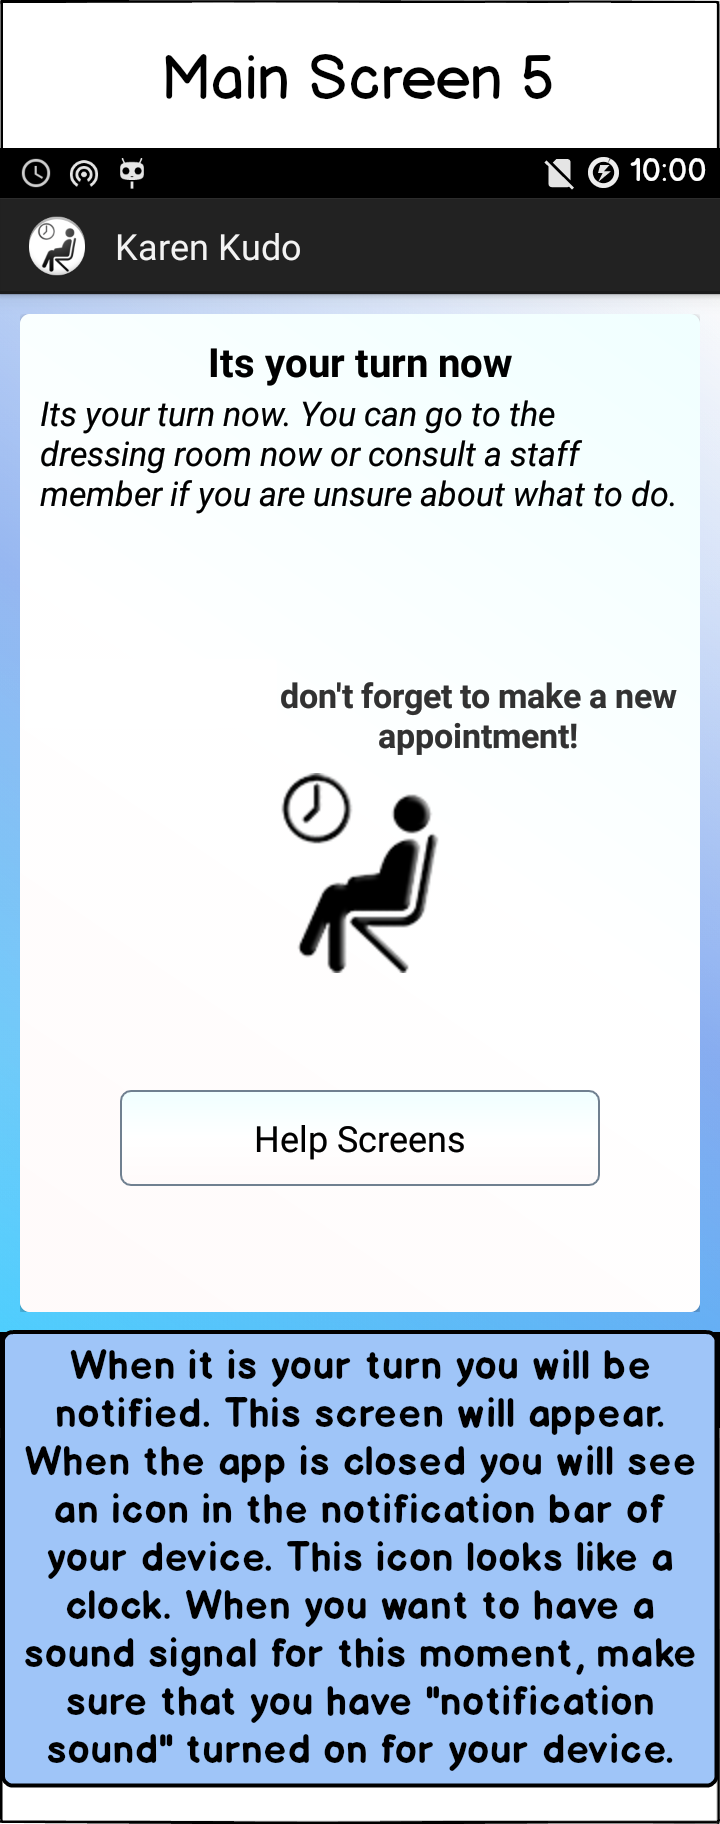 Main Screen 5
10:00
Karen Kudo
Its your turn now
Its your turn now. You can go to the
dressing room now or consult a staff
member if you are unsure about what to do.
don't forget to make a new
appointment!
Help Screens
When it is your turn you will be
notified. This screen will appear.
When the app is closed you will see
an icon in the notification bar of
your device. This icon looks like a
clock. When you want to have a
sound signal for this moment, make
sure that you have "notification
sound" turned on for your device.